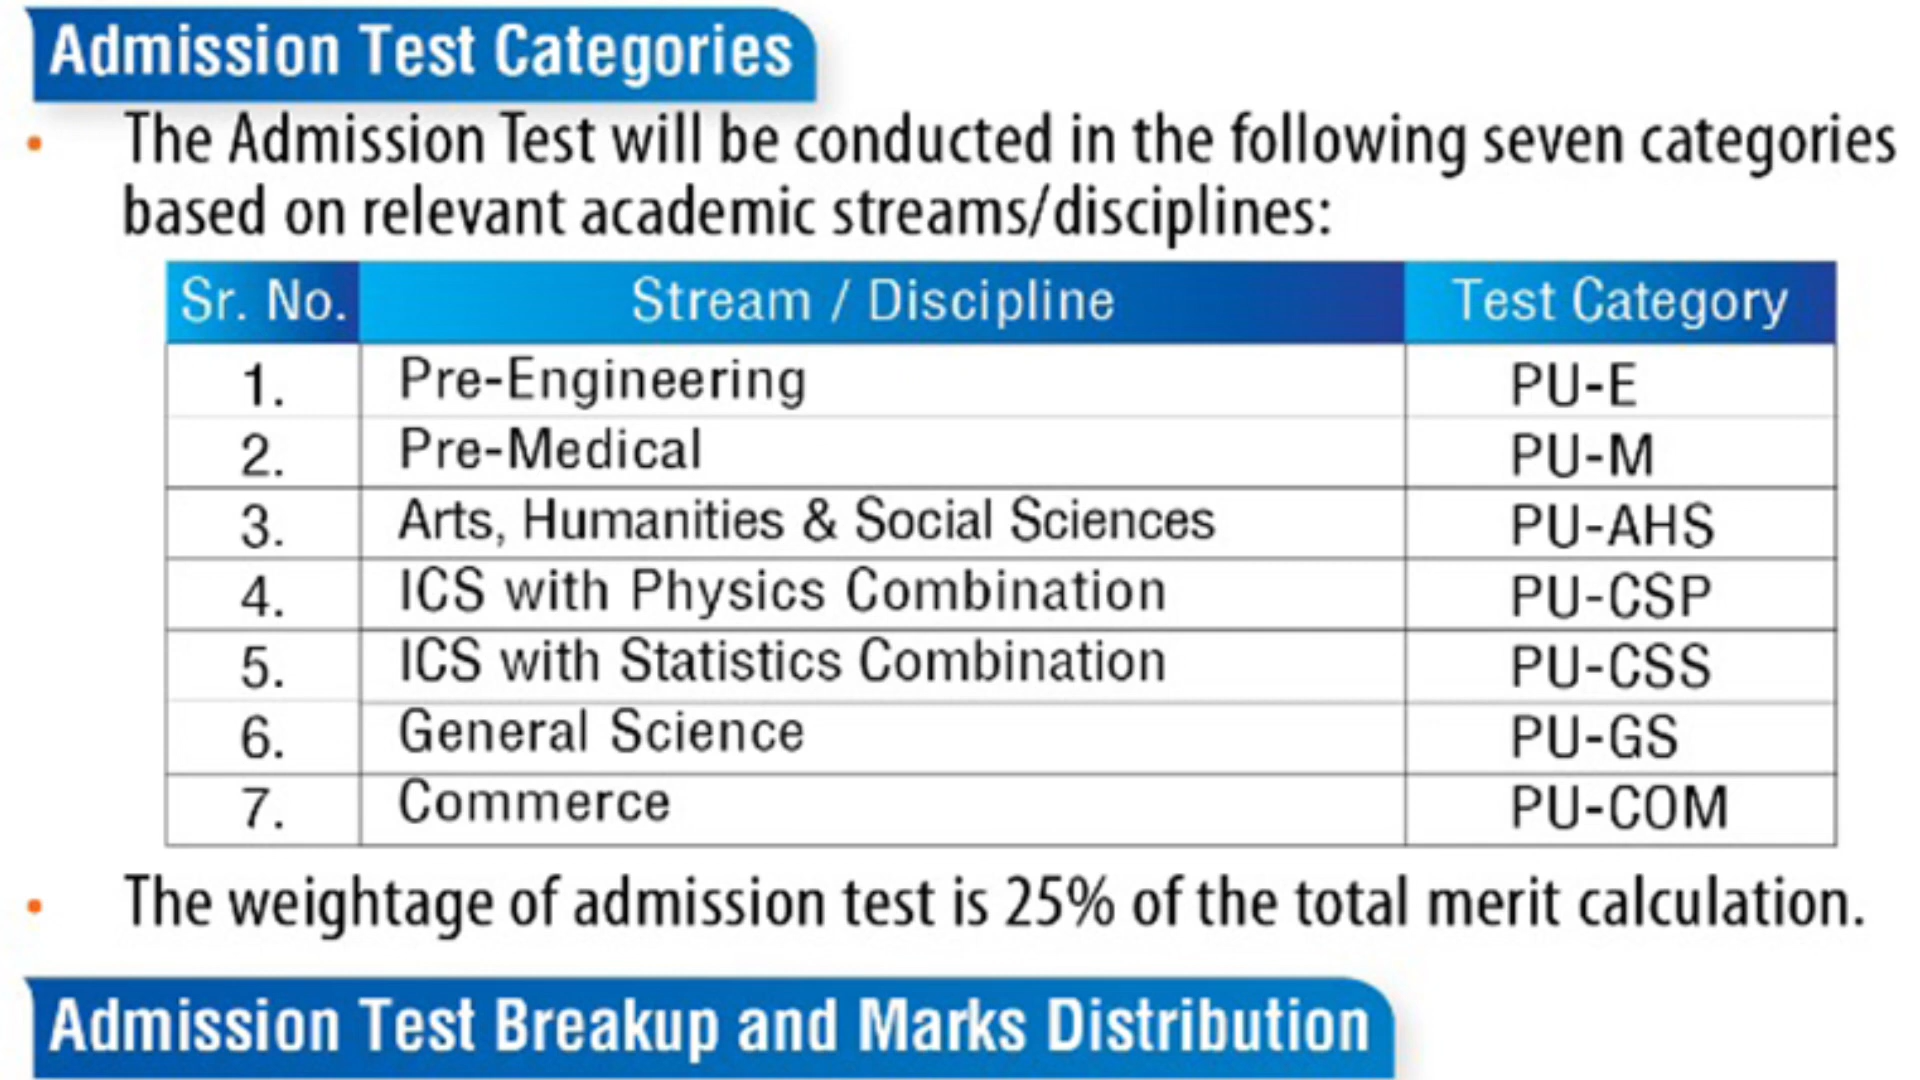 Admission Test Categories
• The Admission Test will be conducted in the following seven categories
based on relevant academic streams/disciplines:
Sr. No. Stream / Discipline Test Category
1. Pre-Engineering PU-E
2. Pre-Medical PU-M
3. Arts, Humanities & Social Sciences PU-AHS
4. ICS with Physics Combination PU-CSP
5. ICS with Statistics Combination PU-CSS
6. General Science PU-GS
7. Commerce PU-COM
• The weightage of admission test is 25% of the total merit calculation.
Admission Test Breakup and Marks Distribution